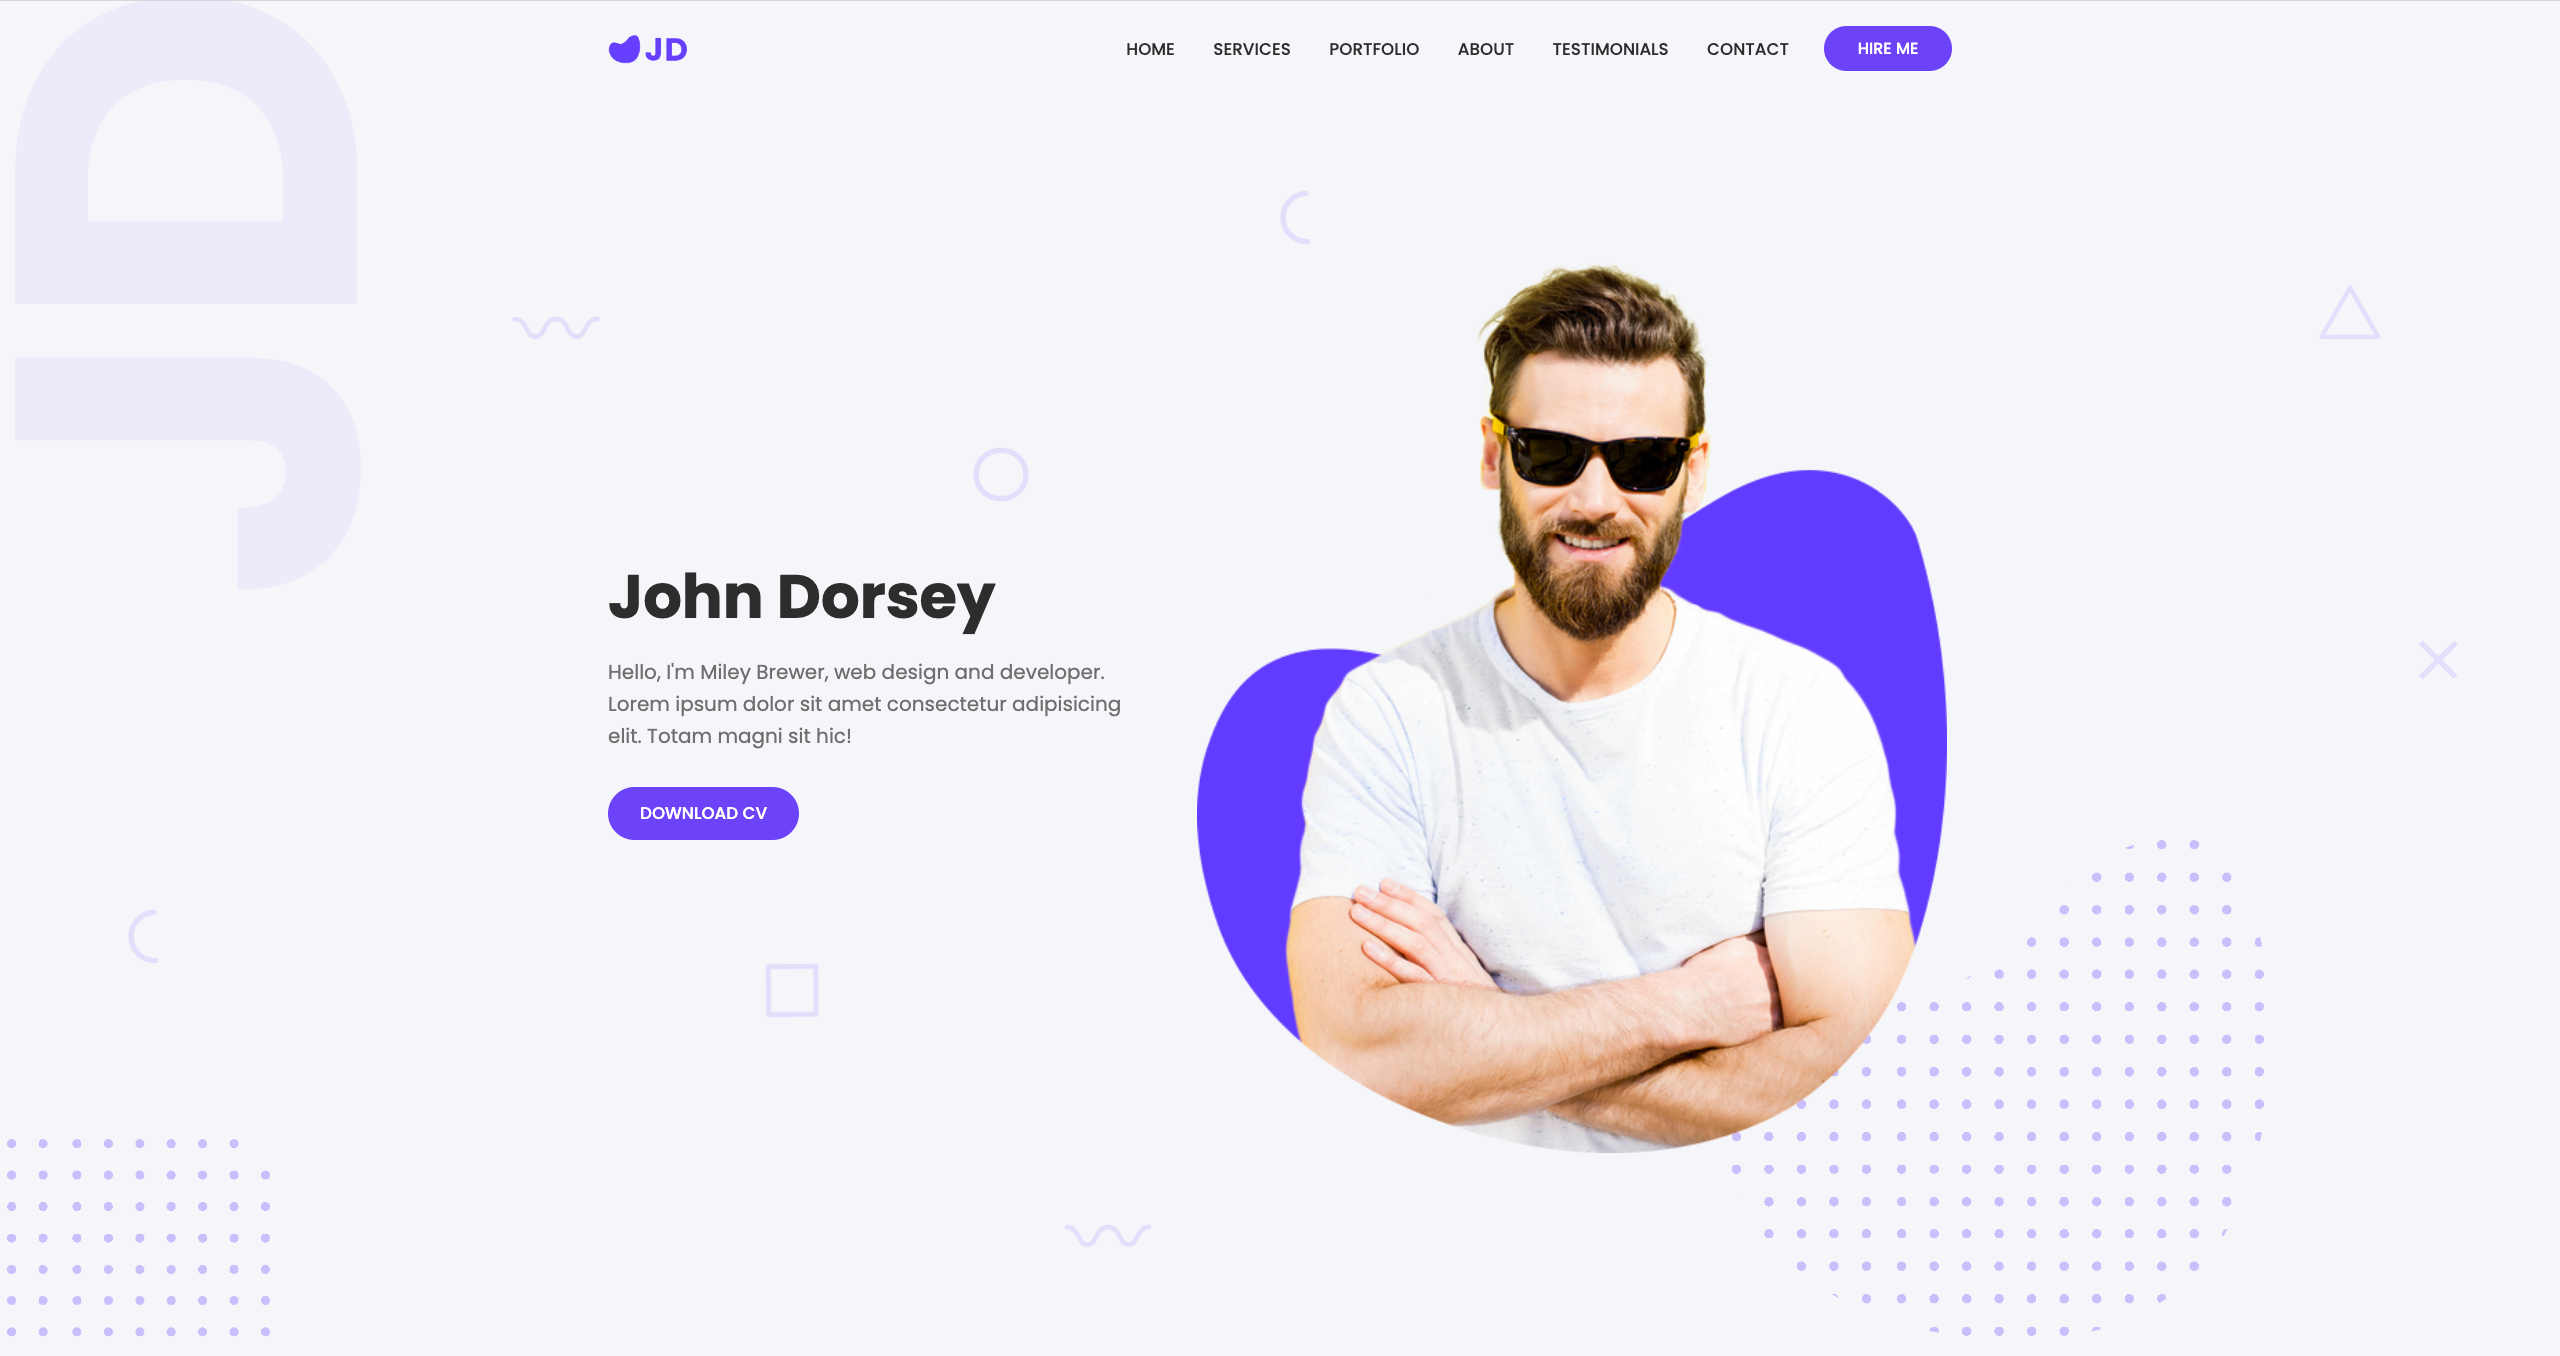 JD
JD
HOME
SERVICES
PORTFOLIO
ABOUT
TESTIMONIALS
CONTACT
HIRE ME
John Dorsey
Hello, I'm Miley Brewer, web design and developer.
Lorem ipsum dolor sit amet consectetur adipisicing
elit. Totam magni sit hic!
DOWNLOAD CV